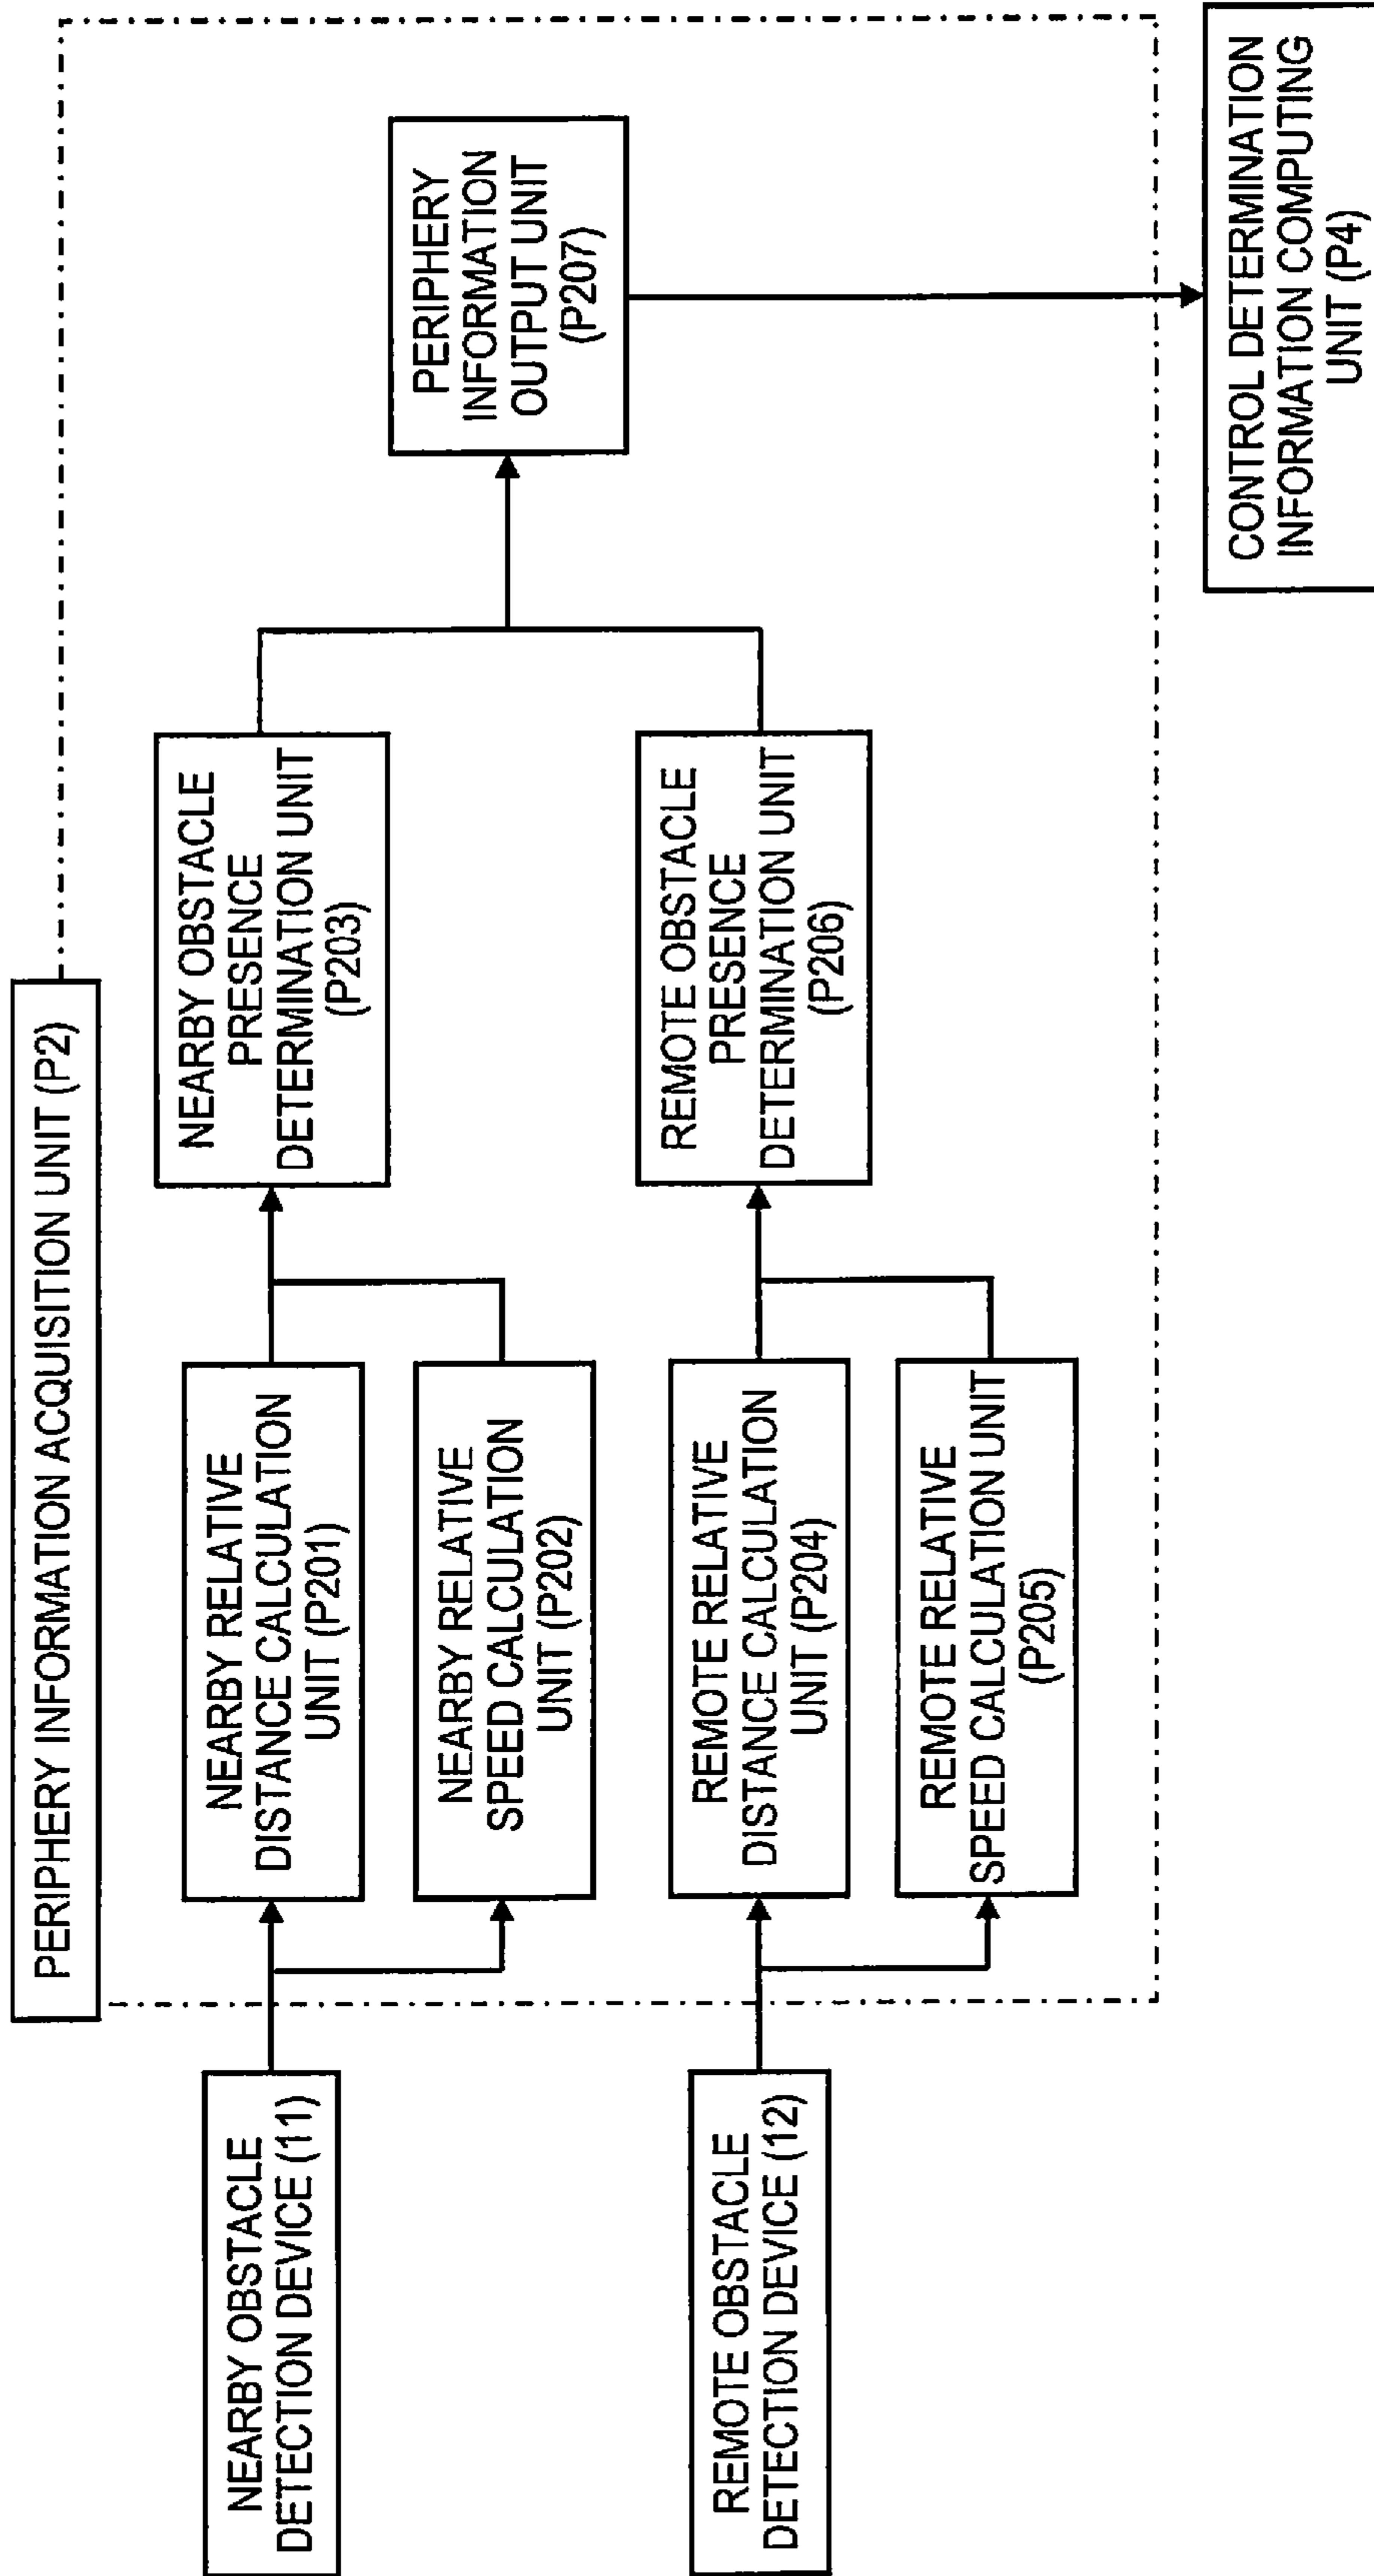 PERIPHERY INFORMATION ACQUISITION UNIT (P2)
NEARBY OBSTACLE
DETECTION DEVICE (11)
NEARBY RELATIVE
DISTANCE CALCULATION
UNIT (P201)
NEARBY RELATIVE
SPEED CALCULATION
UNIT (P202)
NEARBY OBSTACLE
PRESENCE
DETERMINATION UNIT
(P203)
REMOTE OBSTACLE
DETECTION DEVICE (12)
REMOTE RELATIVE
DISTANCE CALCULATION
UNIT (P204)
REMOTE RELATIVE
SPEED CALCULATION UNIT
(P205)
REMOTE OBSTACLE
PRESENCE
DETERMINATION UNIT
(P206)
PERIPHERY
INFORMATION
OUTPUT UNIT
(P207)
CONTROL DETERMINATION
INFORMATION COMPUTING
UNIT (P4)